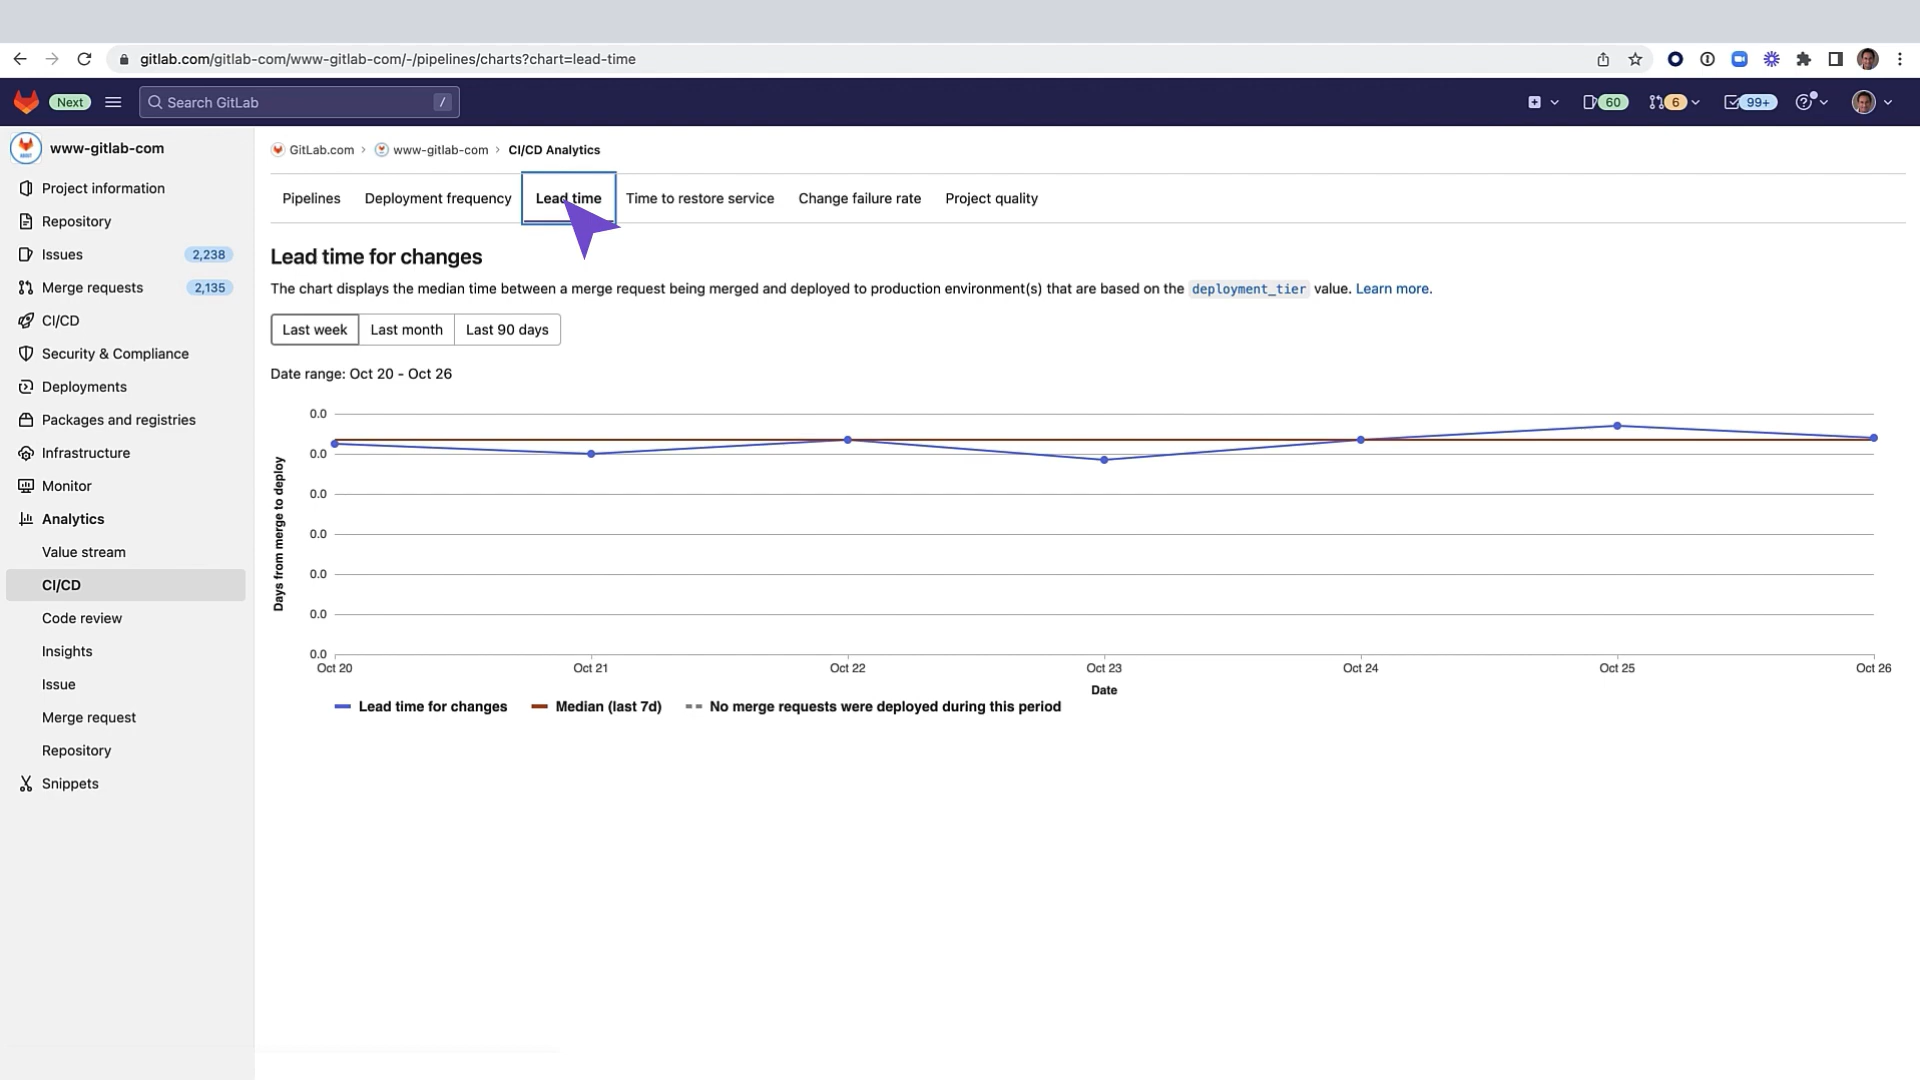 gitlab.com/gitlab-com/www-gitlab-com/-/pipelines/charts?chart=lead-time
Next
Search GitLab
/
60
6
99+
www-gitlab-com
Project information
Repository
Issues 2,238
Merge requests 2,135
CI/CD
Security & Compliance
Deployments
Packages and registries
Infrastructure
Monitor
Analytics
Value stream
CI/CD
Code review
Insights
Issue
Merge request
Repository
Snippets
GitLab.com › www-gitlab-com › CI/CD Analytics
Pipelines Deployment frequency Lead time Time to restore service Change failure rate Project quality
Lead time for changes
The chart displays the median time between a merge request being merged and deployed to production environment(s) that are based on the deployment_tier value. Learn more.
Last week Last month Last 90 days
Date range: Oct 20 - Oct 26
Days from merge to deploy
0.0
0.0
0.0
0.0
0.0
0.0
0.0
Oct 20 Oct 21 Oct 22 Oct 23 Oct 24 Oct 25 Oct 26
Date
Lead time for changes Median (last 7d) No merge requests were deployed during this period